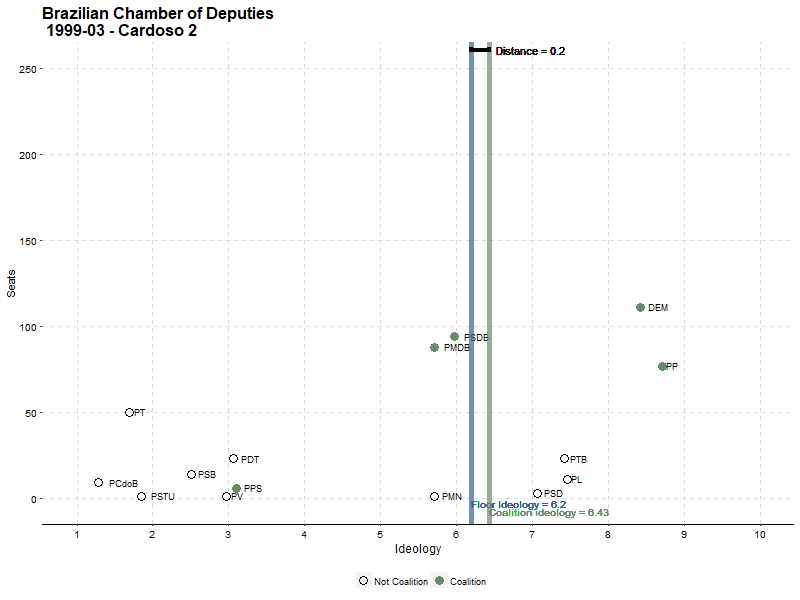 Brazilian Chamber of Deputies
1999-03 - Cardoso 2
Distance = 0.2
250
200
150
100
50
0
Seats
DEM
PSDB
PMDB
PP
PT
PDT
PTB
PSB
PL
PCdoB
PPS
PSD
PSTU
PV
PMN
Floor Ideology = 6.2
Coalition ideology = 6.43
1 2 3 4 5 6 7 8 9 10
Ideology
Not Coalition Coalition